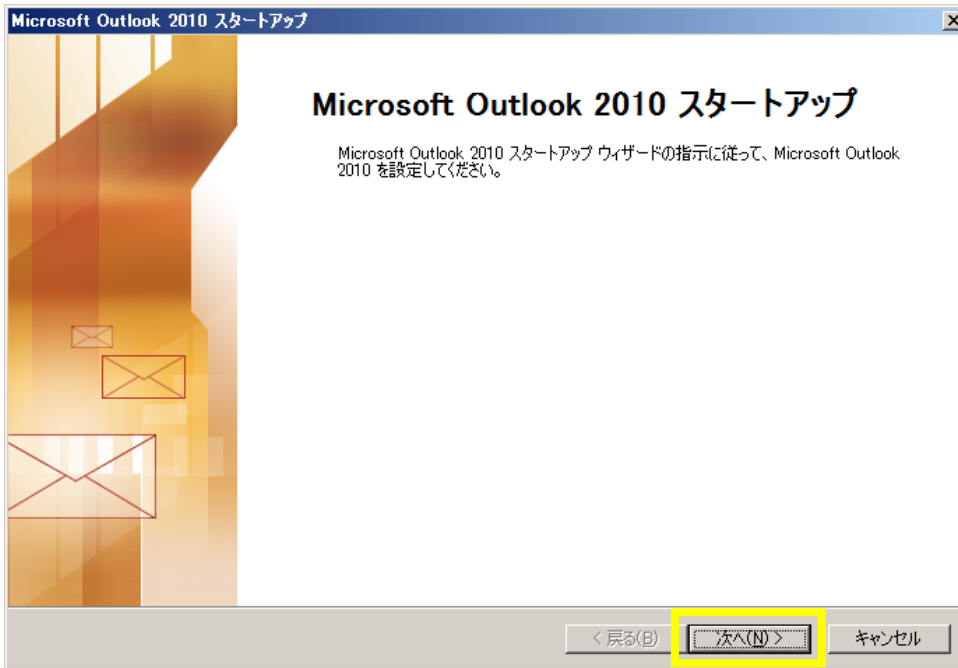 Microsoft Outlook 2010 スタートアップ
Microsoft Outlook 2010 スタートアップ
Microsoft Outlook 2010 スタートアップ ウィザードの指示に従って、Microsoft Outlook
2010 を設定してください。
< 戻る(B)
次へ(N) >
キャンセル